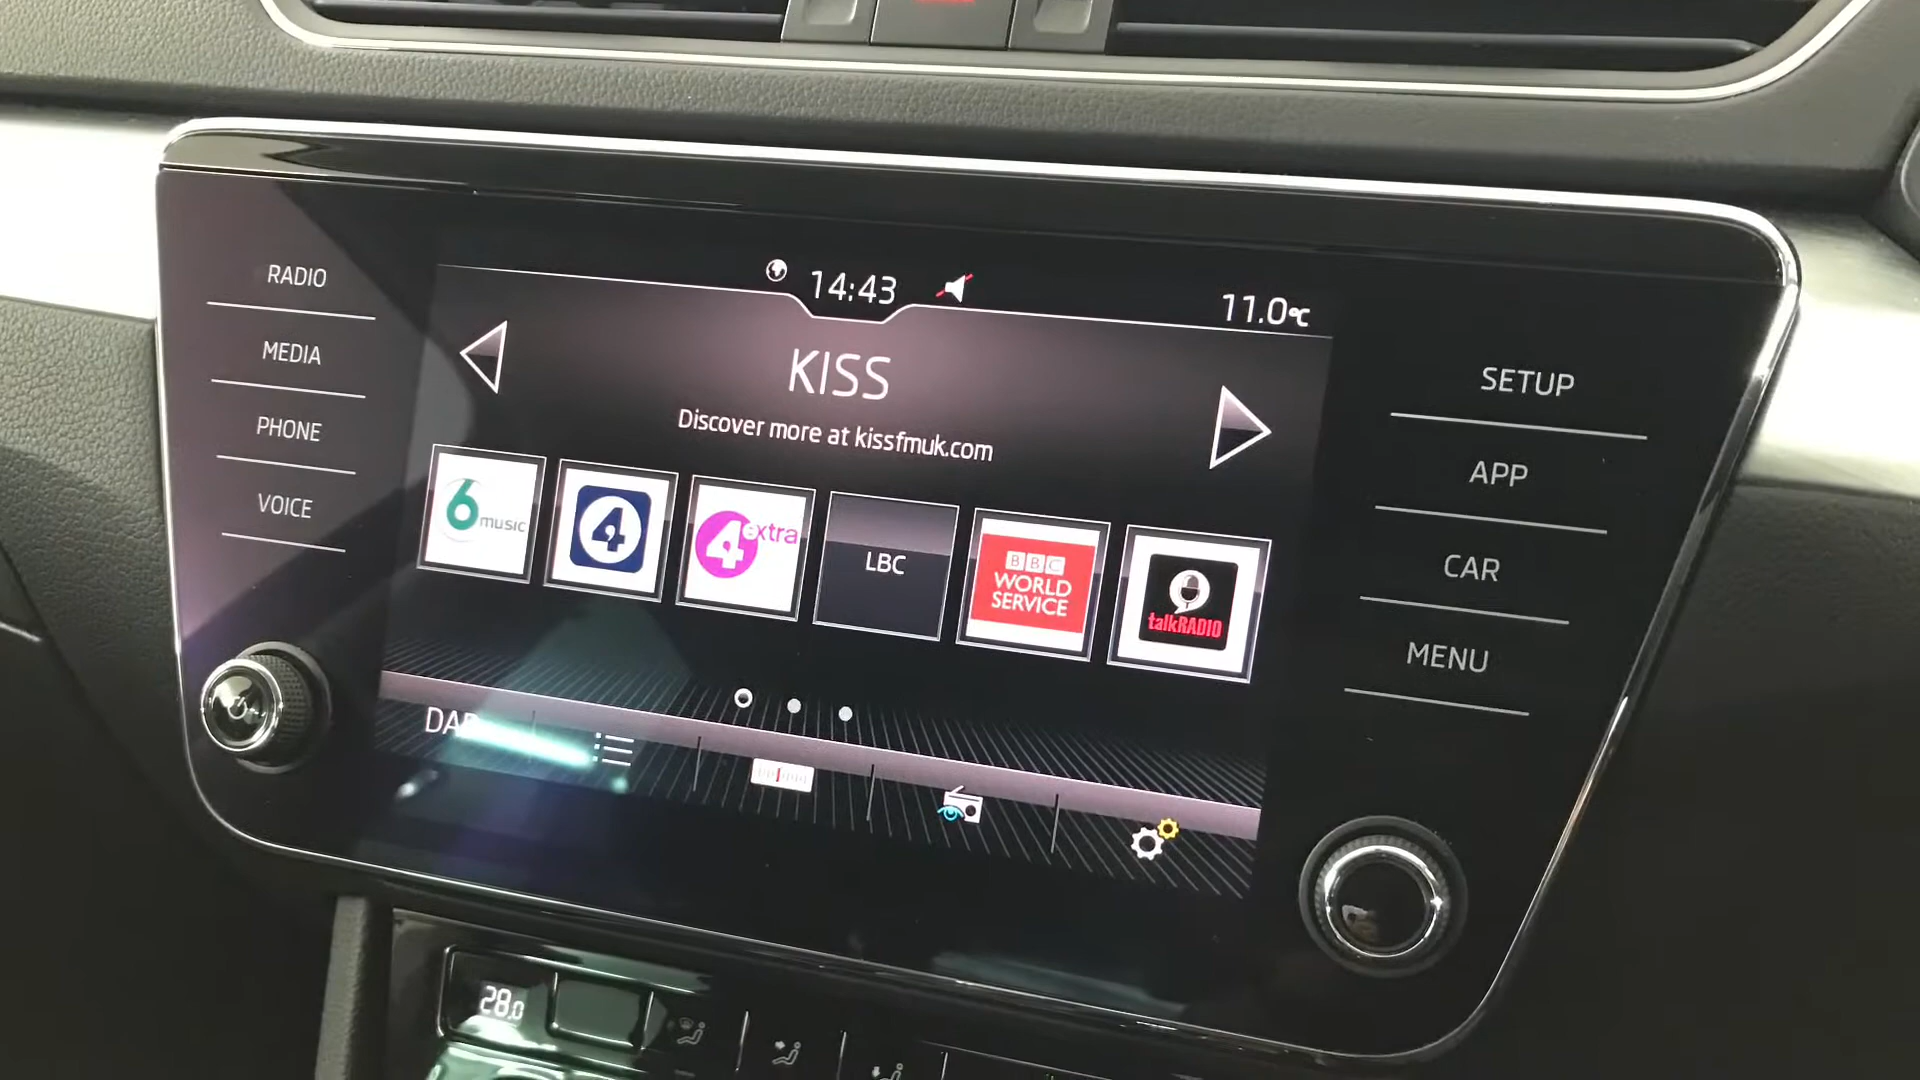 14:43
11.0°C
RADIO
MEDIA
PHONE
VOICE
KISS
Discover more at kissfmuk.com
6 music
4
4 extra
LBC
BBC
WORLD
SERVICE
talkRADIO
DAB
SETUP
APP
CAR
MENU
28.0